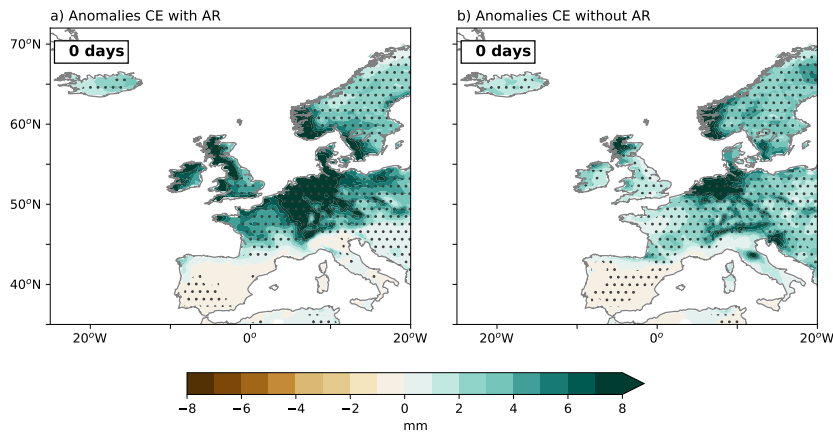 a) Anomalies CE with AR
b) Anomalies CE without AR
0 days
0 days
70°N
60°N
50°N
40°N
20°W 0° 20°W
20°W 0° 20°W
−8 −6 −4 −2 0 2 4 6 8
mm